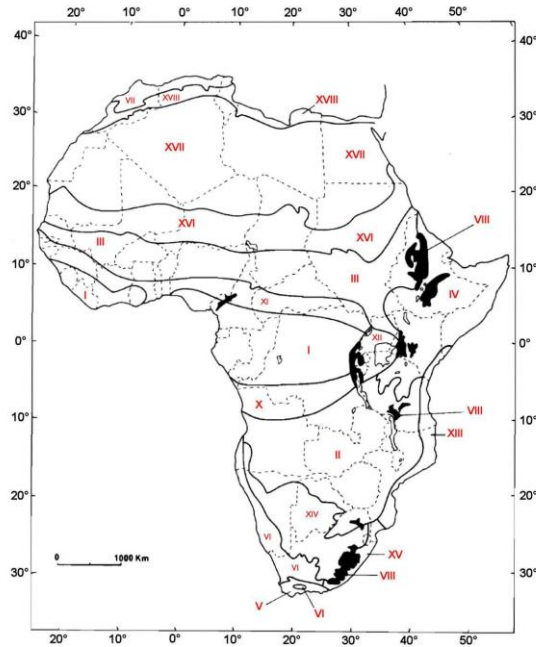 20° 10° 0° 10° 20° 30° 40° 50°
40° 40°
VII XVIII
XVIII
30° 30°
XVII XVII
20° 20°
XVI
VIII
III XVI
10° III 10°
IV
I XI
XII
0° I 0°
X
VIII
10° XIII 10°
II
20° 20°
XIV
VI
XV
0 1000 Km VI
30° VIII 30°
V VI
20° 10° 0° 10° 20° 30° 40° 50°